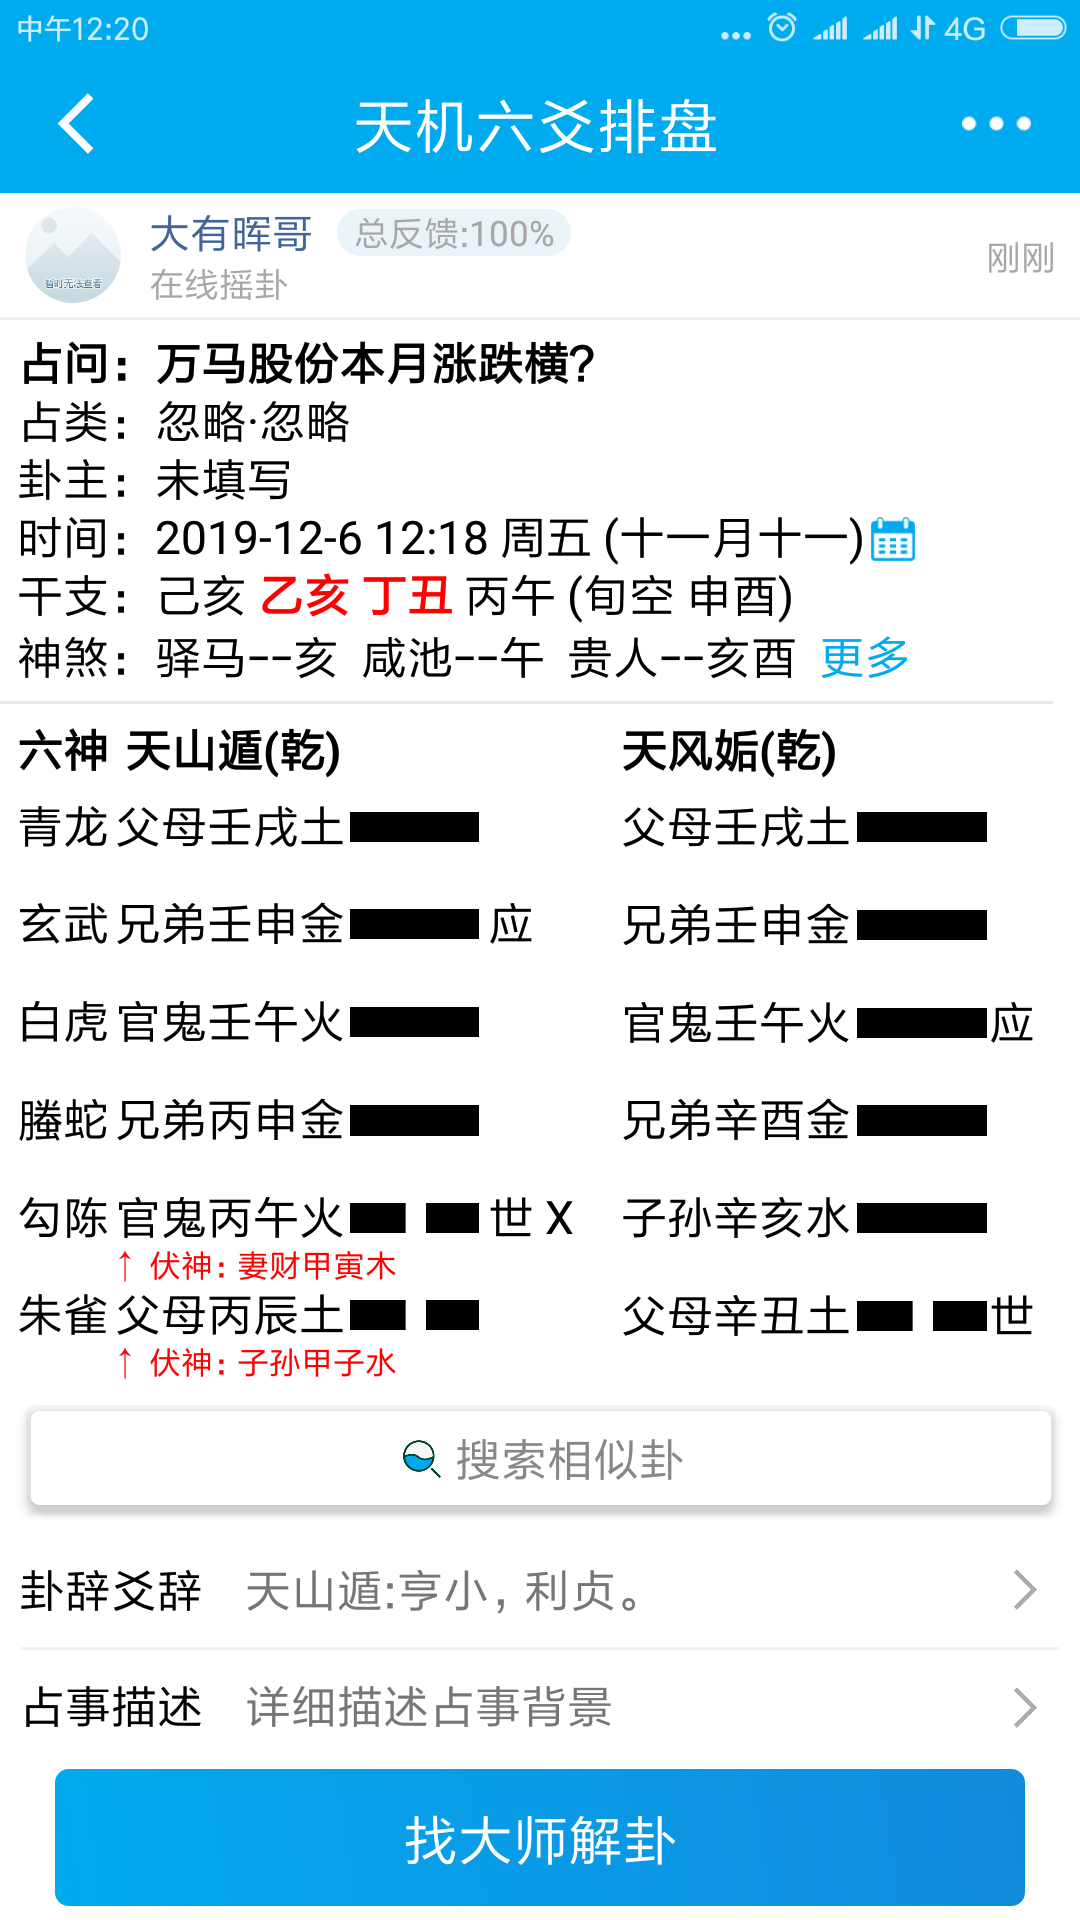 中午12:20 ... 4G
天机六爻排盘
大有晖哥 总反馈:100%
在线摇卦
刚刚
暂时无法查看
占问：万马股份本月涨跌横?
占类：忽略·忽略
卦主：未填写
时间：2019-12-6 12:18 周五 (十一月十一)
干支：己亥 乙亥 丁丑 丙午 (旬空 申酉)
神煞：驿马--亥 咸池--午 贵人--亥酉 更多
六神 天山遁(乾) 天风姤(乾)
青龙 父母壬戌土 父母壬戌土
玄武 兄弟壬申金 应 兄弟壬申金
白虎 官鬼壬午火 官鬼壬午火 应
螣蛇 兄弟丙申金 兄弟辛酉金
勾陈 官鬼丙午火 世 X 子孙辛亥水
↑ 伏神：妻财甲寅木
朱雀 父母丙辰土 父母辛丑土 世
↑ 伏神：子孙甲子水
搜索相似卦
卦辞爻辞 天山遁:亨小，利贞。
占事描述 详细描述占事背景
找大师解卦